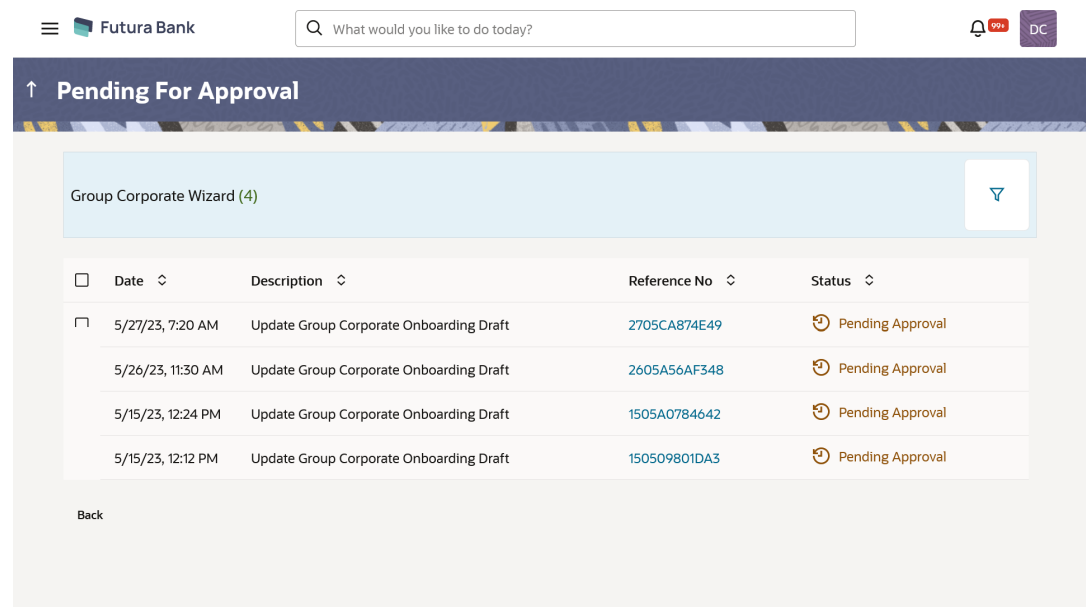 Futura Bank
What would you like to do today?
99+
DC
Pending For Approval
Group Corporate Wizard (4)
Date Description Reference No Status
5/27/23, 7:20 AM Update Group Corporate Onboarding Draft 2705CA874E49 Pending Approval
5/26/23, 11:30 AM Update Group Corporate Onboarding Draft 2605A56AF348 Pending Approval
5/15/23, 12:24 PM Update Group Corporate Onboarding Draft 1505A0784642 Pending Approval
5/15/23, 12:12 PM Update Group Corporate Onboarding Draft 150509801DA3 Pending Approval
Back